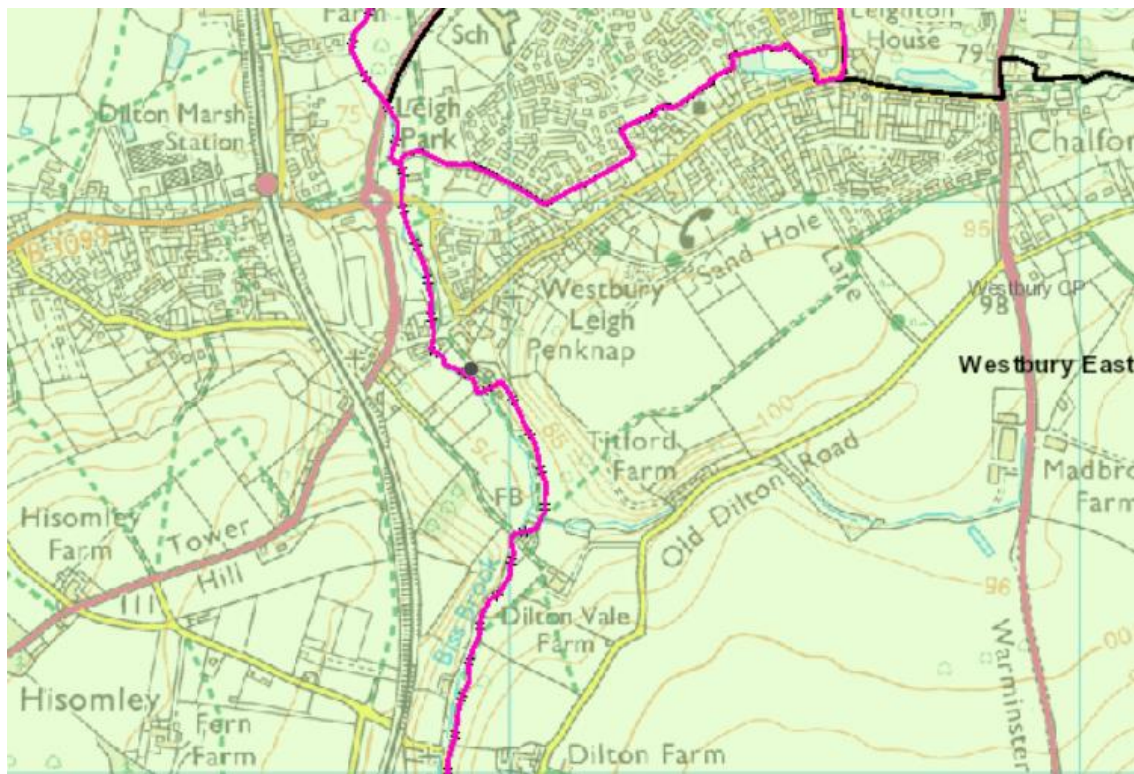 Farm
Sch
Leighton
House
79
Dilton Marsh
Station
75
Leigh
Park
Chalfor
B 3099
Sand Hole
Lane
95
Westbury
Leigh
Penknap
Westbury CP
98
Westbury East
100
85
75
Titford
Farm
Madbro
Farm
FB
Old Dilton Road
Hisomley
Farm
Tower
Hill
111
Biss Brook
Dilton Vale
Farm
95
Warminster
00
Hisomley
Fern
Farm
Dilton Farm